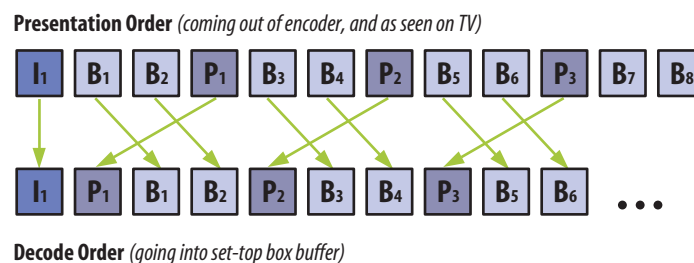 Presentation Order (coming out of encoder, and as seen on TV)
I1 B1 B2 P1 B3 B4 P2 B5 B6 P3 B7 B8
I1 P1 B1 B2 P2 B3 B4 P3 B5 B6 ...
Decode Order (going into set-top box buffer)